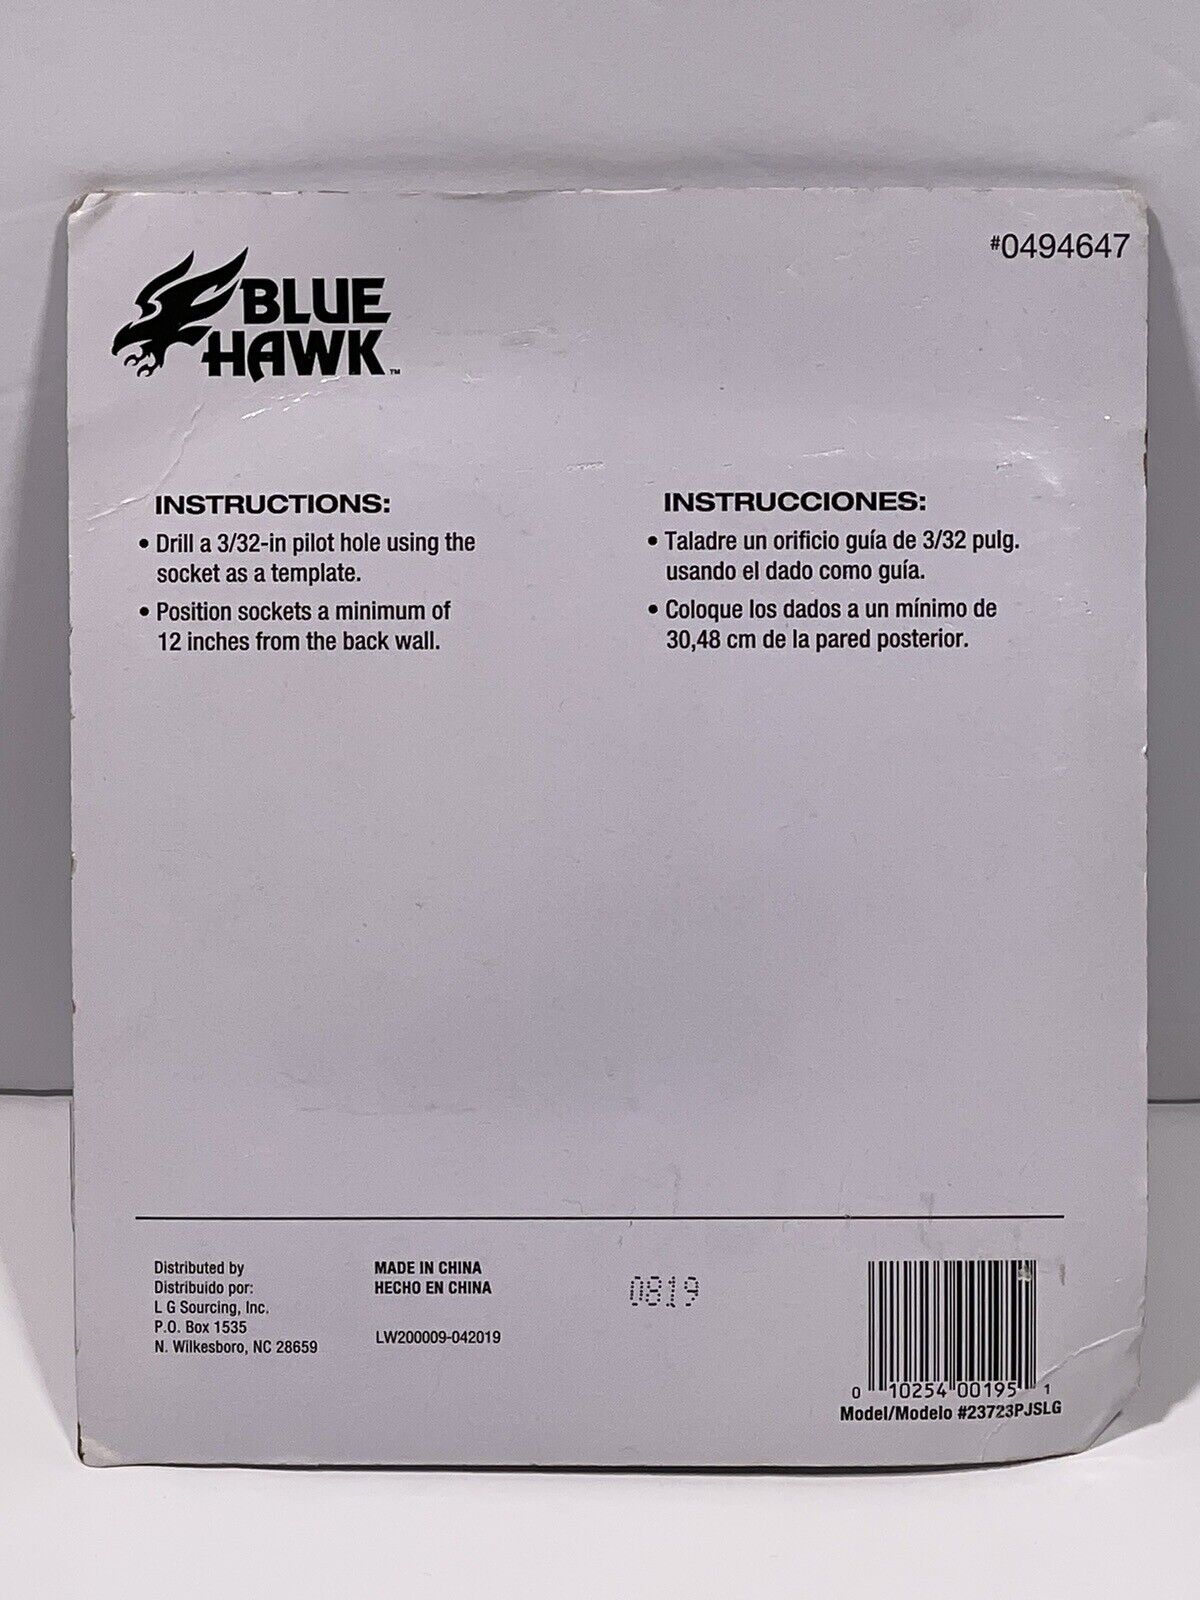 #0494647
BLUE
HAWK™
INSTRUCTIONS:
• Drill a 3/32-in pilot hole using the
socket as a template.
• Position sockets a minimum of
12 inches from the back wall.
INSTRUCCIONES:
• Taladre un orificio guía de 3/32 pulg.
usando el dado como guía.
• Coloque los dados a un mínimo de
30,48 cm de la pared posterior.
Distributed by
Distribuido por:
L G Sourcing, Inc.
P.O. Box 1535
N. Wilkesboro, NC 28659
MADE IN CHINA
HECHO EN CHINA
LW200009-042019
0819
0 10254 00195 1
Model/Modelo #23723PJSLG